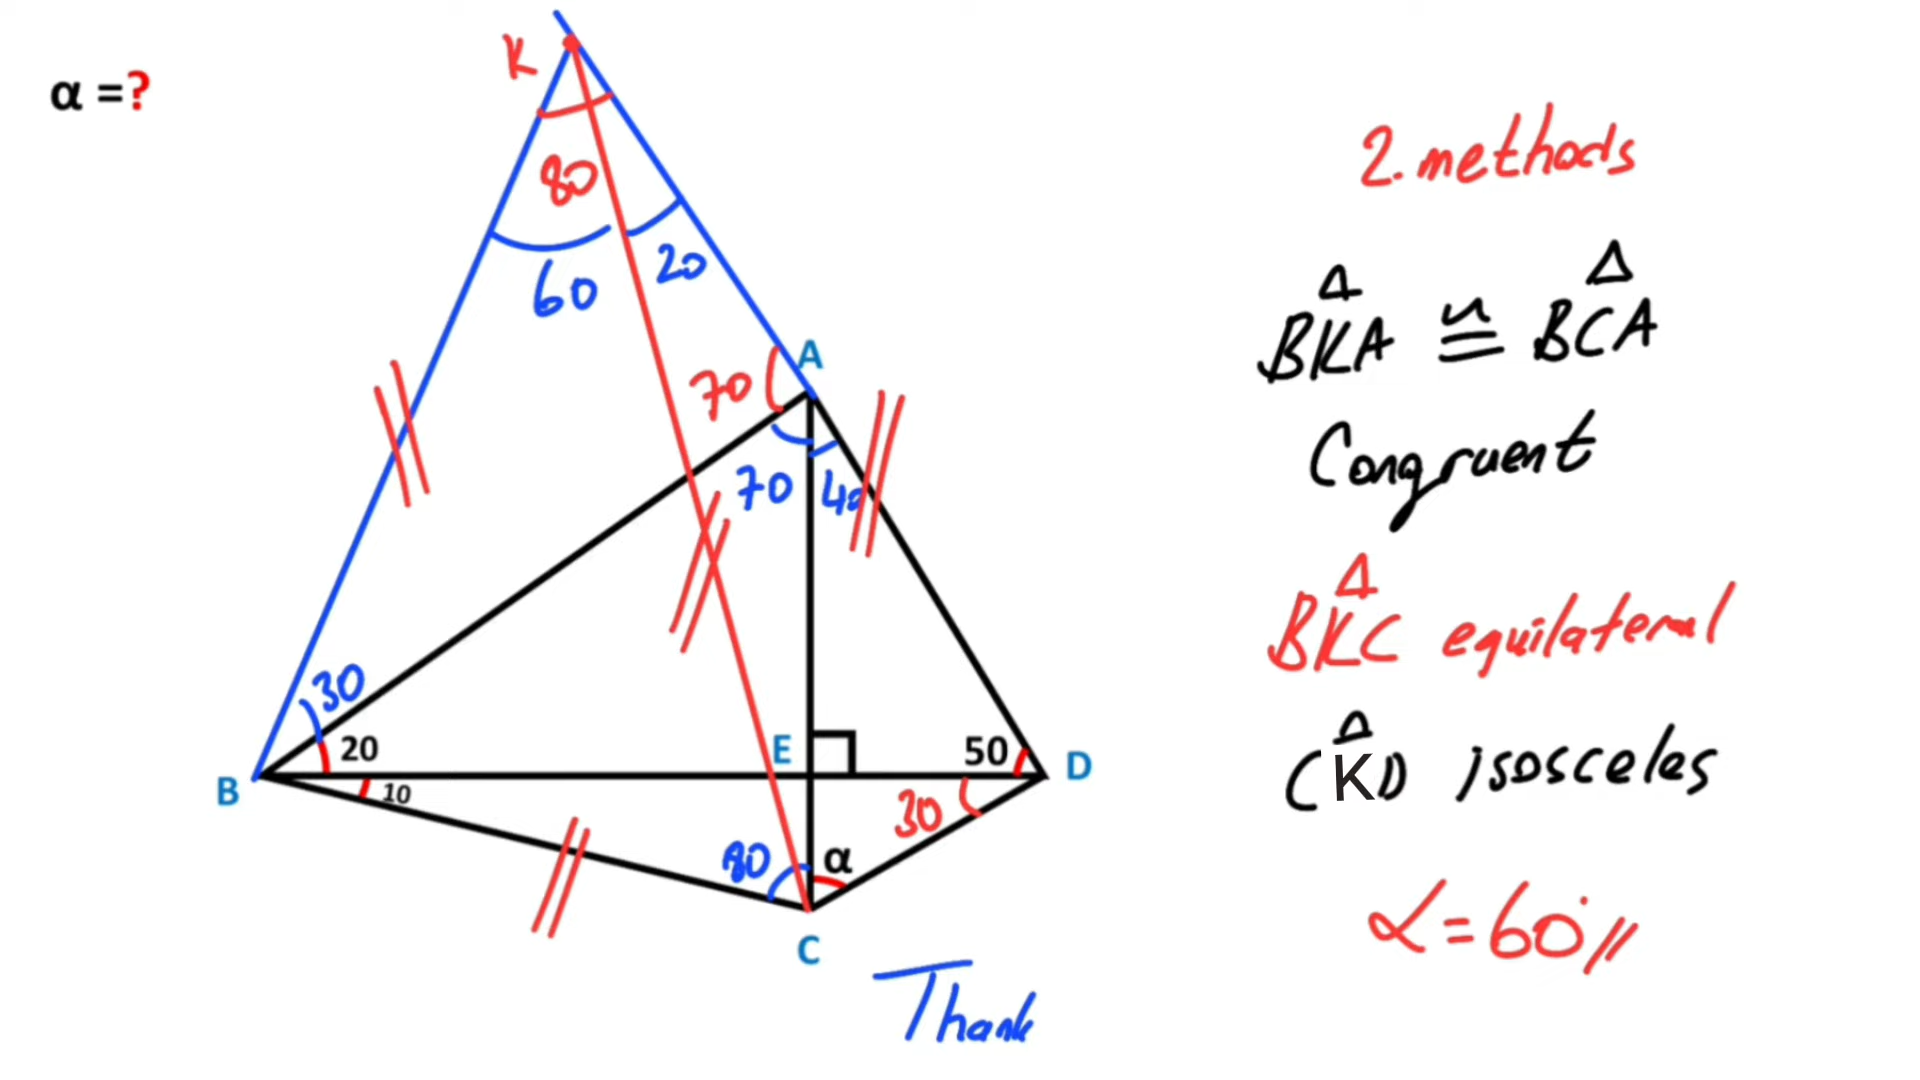 α =?
K
80
60
20
A
70
70
40
30
20
10
E
50
D
B
30
80
α
C
Thank
2. methods
BKA ≅ BCA
Congruent
BKC equilateral
CKD isosceles
α = 60°//